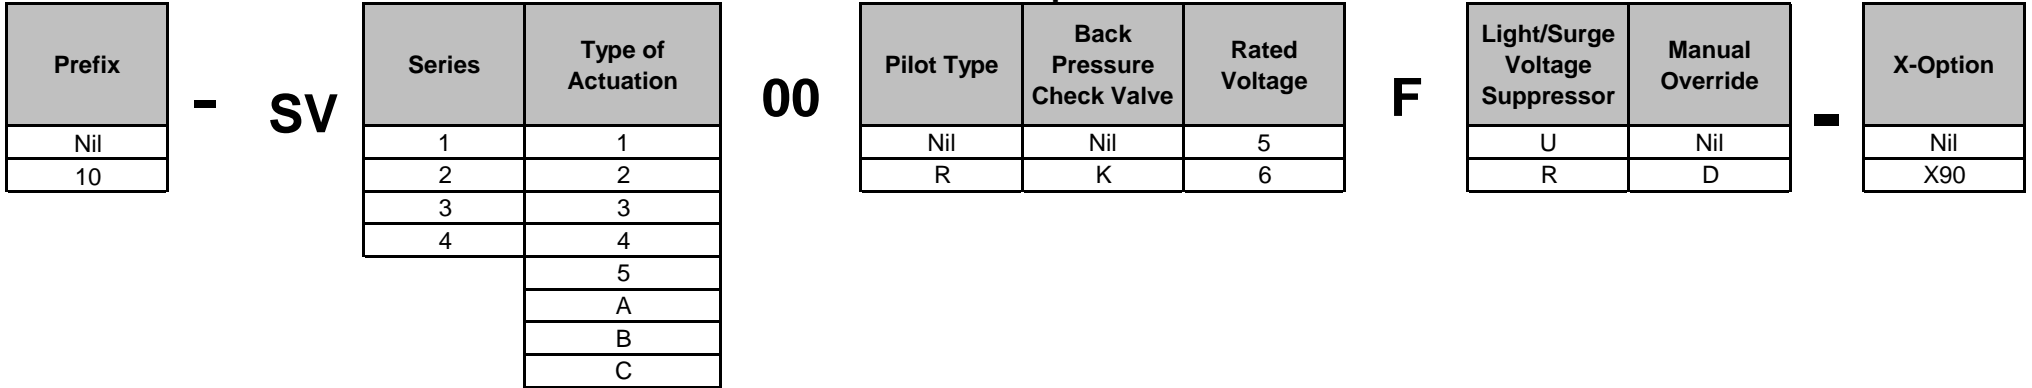 Prefix
Nil
10
-
SV
Series Type of Actuation
1 1
2 2
3 3
4 4
5
A
B
C
00
Pilot Type Back Pressure Check Valve Rated Voltage
Nil Nil 5
R K 6
F
Light/Surge Voltage Suppressor Manual Override
U Nil
R D
-
X-Option
Nil
X90